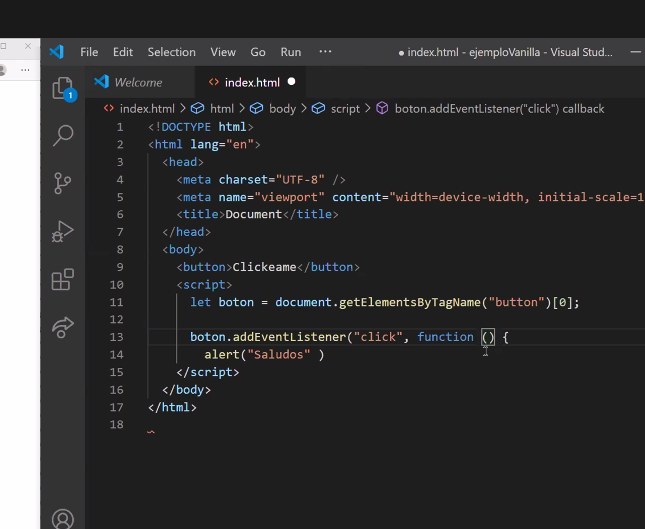 File Edit Selection View Go Run ··· ● index.html - ejemploVanilla - Visual Stud...
Welcome <> index.html ●
<> index.html > html > body > script > boton.addEventListener("click") callback
1 <!DOCTYPE html>
2 <html lang="en">
3 <head>
4 <meta charset="UTF-8" />
5 <meta name="viewport" content="width=device-width, initial-scale=1
6 <title>Document</title>
7 </head>
8 <body>
9 <button>Clickeame</button>
10 <script>
11 let boton = document.getElementsByTagName("button")[0];
12
13 boton.addEventListener("click", function () {
14 alert("Saludos" )
15 </script>
16 </body>
17 </html>
18
1